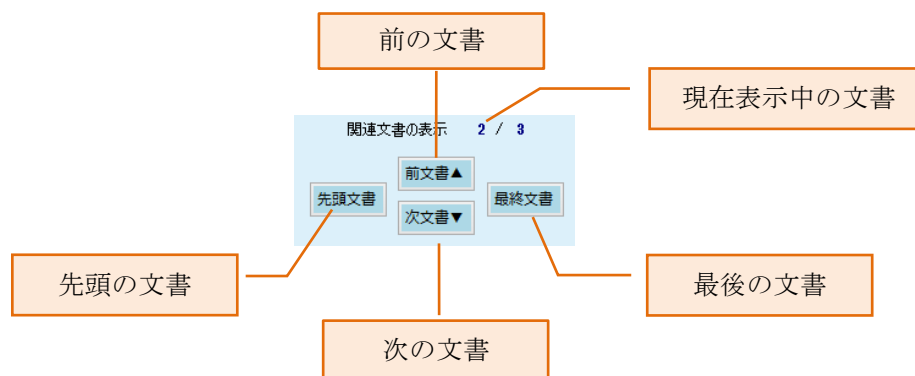 前の文書
現在表示中の文書
関連文書の表示 2 / 3
前文書▲
先頭文書
最終文書
次文書▼
先頭の文書
最後の文書
次の文書